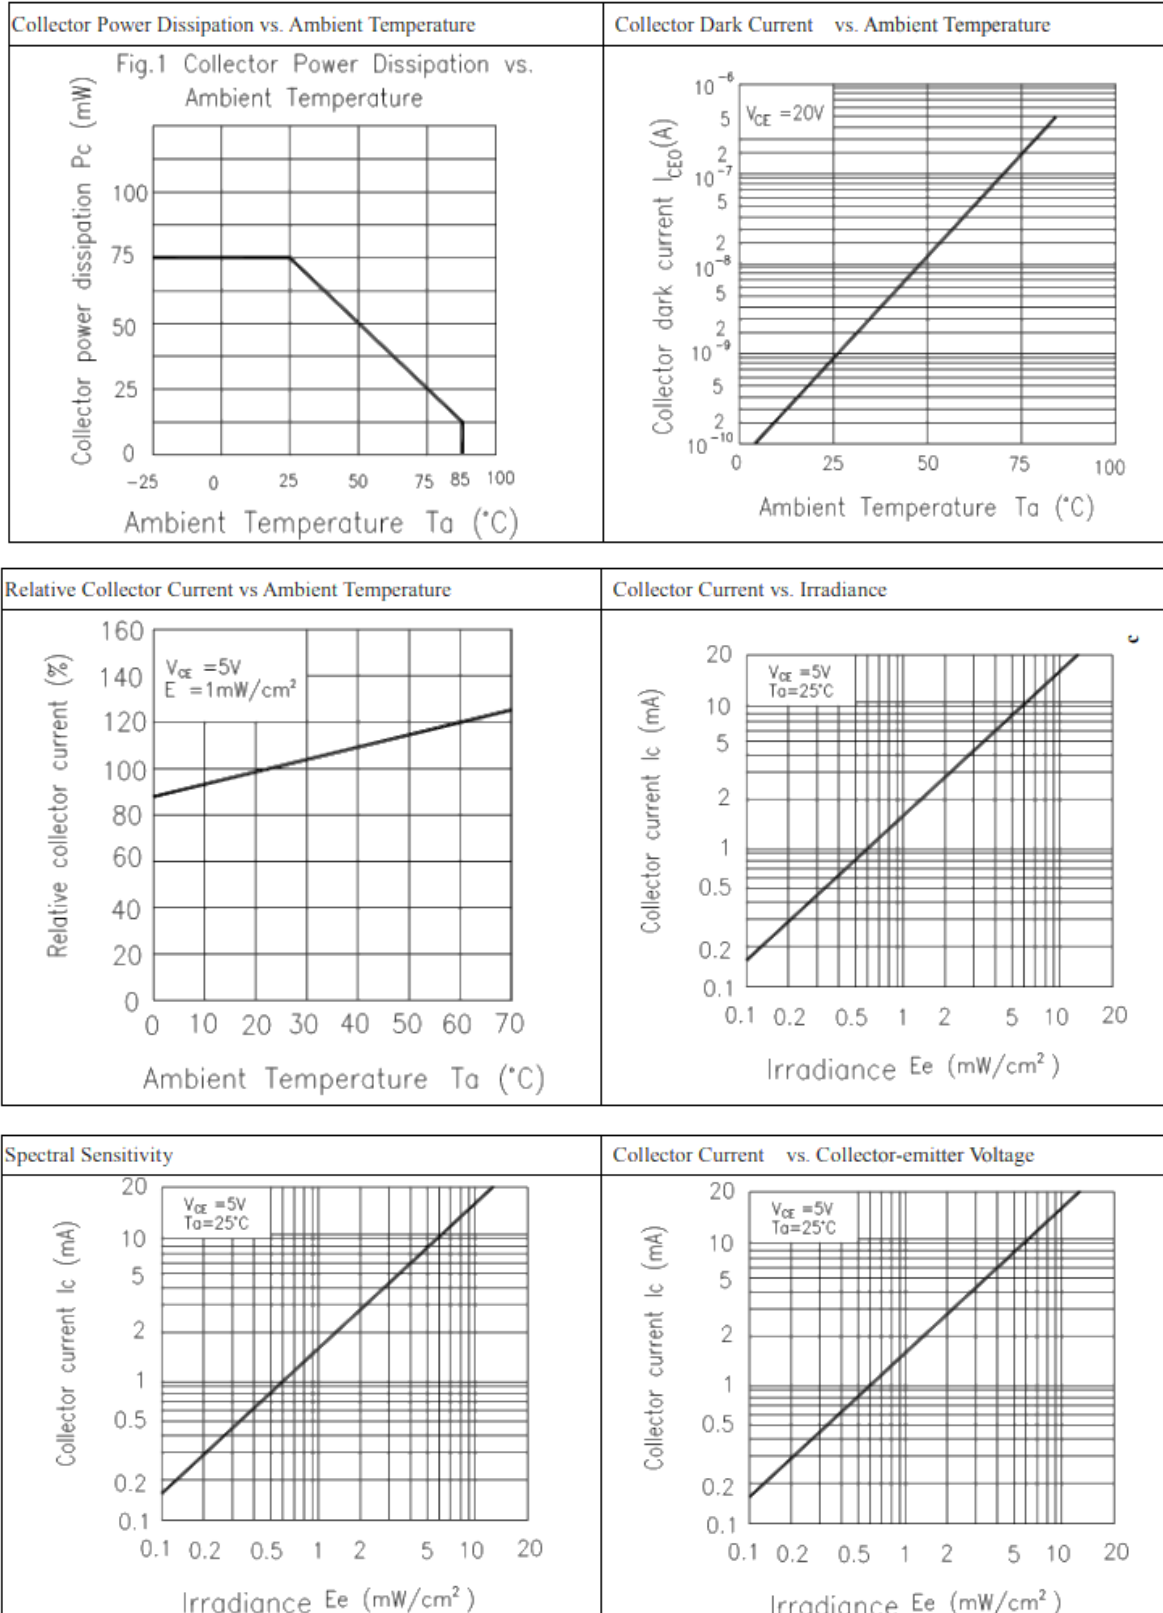 Collector Power Dissipation vs. Ambient Temperature
Collector Dark Current vs. Ambient Temperature
Fig.1 Collector Power Dissipation vs.
Ambient Temperature
Collector power dissipation Pc (mW)
100
75
50
25
0
-25 0 25 50 75 85 100
Ambient Temperature Ta (°C)
Collector dark current ICEO(A)
VCE =20V
10-6
5
2
10-7
5
2
10-8
5
2
10-9
5
2
10-10
0 25 50 75 100
Ambient Temperature Ta (°C)
Relative Collector Current vs Ambient Temperature
Collector Current vs. Irradiance
Relative collector current (%)
VCE =5V
E =1mW/cm²
160
140
120
100
80
60
40
20
0
0 10 20 30 40 50 60 70
Ambient Temperature Ta (°C)
c
Collector current Ic (mA)
VCE =5V
Ta=25°C
20
10
5
2
1
0.5
0.2
0.1
0.1 0.2 0.5 1 2 5 10 20
Irradiance Ee (mW/cm²)
Spectral Sensitivity
Collector Current vs. Collector-emitter Voltage
Collector current Ic (mA)
VCE =5V
Ta=25°C
20
10
5
2
1
0.5
0.2
0.1
0.1 0.2 0.5 1 2 5 10 20
Irradiance Ee (mW/cm²)
Collector current Ic (mA)
VCE =5V
Ta=25°C
20
10
5
2
1
0.5
0.2
0.1
0.1 0.2 0.5 1 2 5 10 20
Irradiance Ee (mW/cm²)